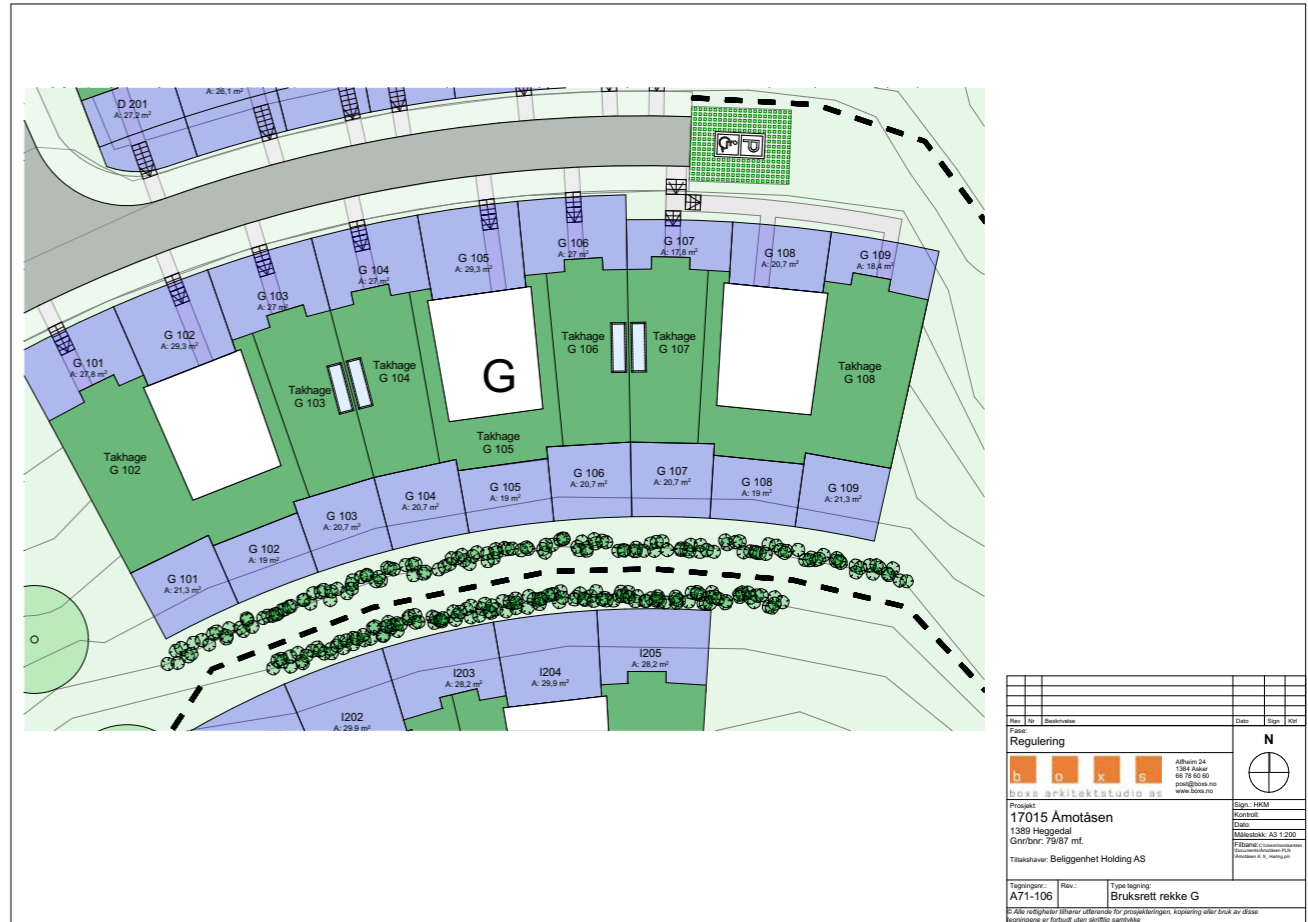 D 201
A: 27,2 m²
A: 26,1 m²
P
G 101
A: 27,8 m²
G 102
A: 29,3 m²
G 103
A: 27 m²
G 104
A: 27 m²
G 105
A: 29,3 m²
G 106
A: 27 m²
G 107
A: 17,8 m²
G 108
A: 20,7 m²
G 109
A: 18,4 m²
Takhage
G 102
Takhage
G 103
Takhage
G 104
G
Takhage
G 105
Takhage
G 106
Takhage
G 107
Takhage
G 108
G 101
A: 21,3 m²
G 102
A: 19 m²
G 103
A: 20,7 m²
G 104
A: 20,7 m²
G 105
A: 19 m²
G 106
A: 20,7 m²
G 107
A: 20,7 m²
G 108
A: 19 m²
G 109
A: 21,3 m²
I202
A: 29,9 m²
I203
A: 28,2 m²
I204
A: 29,9 m²
I205
A: 28,2 m²
Rev Nr Beskrivelse Dato Sign Ktrl
Fase:
Regulering
N
b o x s
boxs arkitektstudio as
Alfheim 24
1384 Asker
66 78 60 60
post@boxs.no
www.boxs.no
Prosjekt:
17015 Åmotåsen
1389 Heggedal
Gnr/bnr: 79/87 mf.
Tiltakshaver: Beliggenhet Holding AS
Sign.: HKM
Kontroll:
Dato:
Målestokk: A3 1:200
Filbane:
Tegningsnr.:
A71-106
Rev.:
Type tegning:
Bruksrett rekke G
© Alle rettigheter tilhører utførende for prosjekteringen, kopiering eller bruk av disse
tegningene er forbudt uten skriftlig samtykke